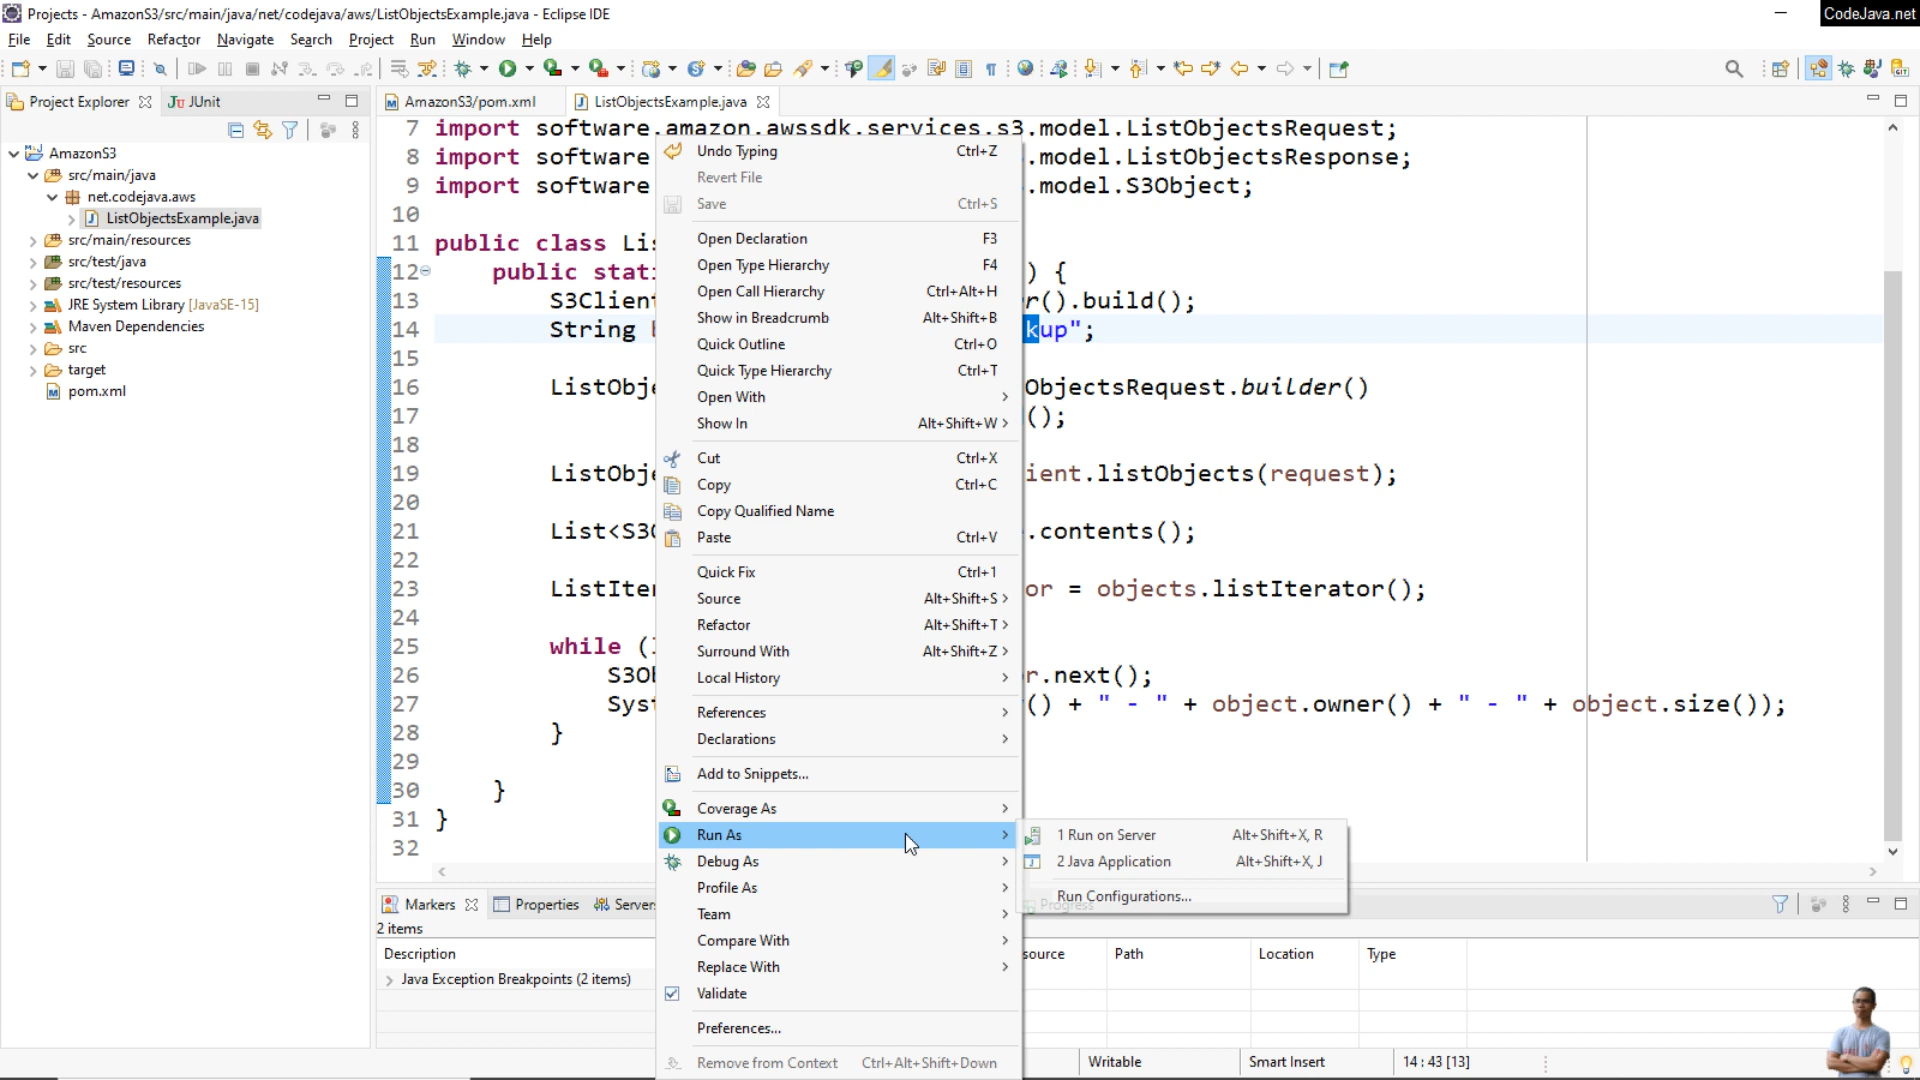 Projects - AmazonS3/src/main/java/net/codejava/aws/ListObjectsExample.java - Eclipse IDE
CodeJava.net
File Edit Source Refactor Navigate Search Project Run Window Help
Project Explorer JUnit
AmazonS3/pom.xml ListObjectsExample.java
AmazonS3
src/main/java
net.codejava.aws
ListObjectsExample.java
src/main/resources
src/test/java
src/test/resources
JRE System Library [JavaSE-15]
Maven Dependencies
src
target
pom.xml
7 import software.amazon.awssdk.services.s3.model.ListObjectsRequest;
8 import software .model.ListObjectsResponse;
9 import software .model.S3Object;
10
11 public class Li
12 public stat ) {
13 S3Client r().build();
14 String kup";
15
16 ListObje ObjectsRequest.builder()
17 ();
18
19 ListObje ient.listObjects(request);
20
21 List<S3O .contents();
22
23 ListIter or = objects.listIterator();
24
25 while (
26 S3Ob r.next();
27 Syst () + " - " + object.owner() + " - " + object.size());
28 }
29
30 }
31 }
32
Undo Typing Ctrl+Z
Revert File
Save Ctrl+S
Open Declaration F3
Open Type Hierarchy F4
Open Call Hierarchy Ctrl+Alt+H
Show in Breadcrumb Alt+Shift+B
Quick Outline Ctrl+O
Quick Type Hierarchy Ctrl+T
Open With
Show In Alt+Shift+W
Cut Ctrl+X
Copy Ctrl+C
Copy Qualified Name
Paste Ctrl+V
Quick Fix Ctrl+1
Source Alt+Shift+S
Refactor Alt+Shift+T
Surround With Alt+Shift+Z
Local History
References
Declarations
Add to Snippets...
Coverage As
Run As
Debug As
Profile As
Team
Compare With
Replace With
Validate
Preferences...
Remove from Context Ctrl+Alt+Shift+Down
1 Run on Server Alt+Shift+X, R
2 Java Application Alt+Shift+X, J
Run Configurations...
Markers Properties Servers Progress
2 items
Description source Path Location Type
Java Exception Breakpoints (2 items)
Writable Smart Insert 14 : 43 [13]